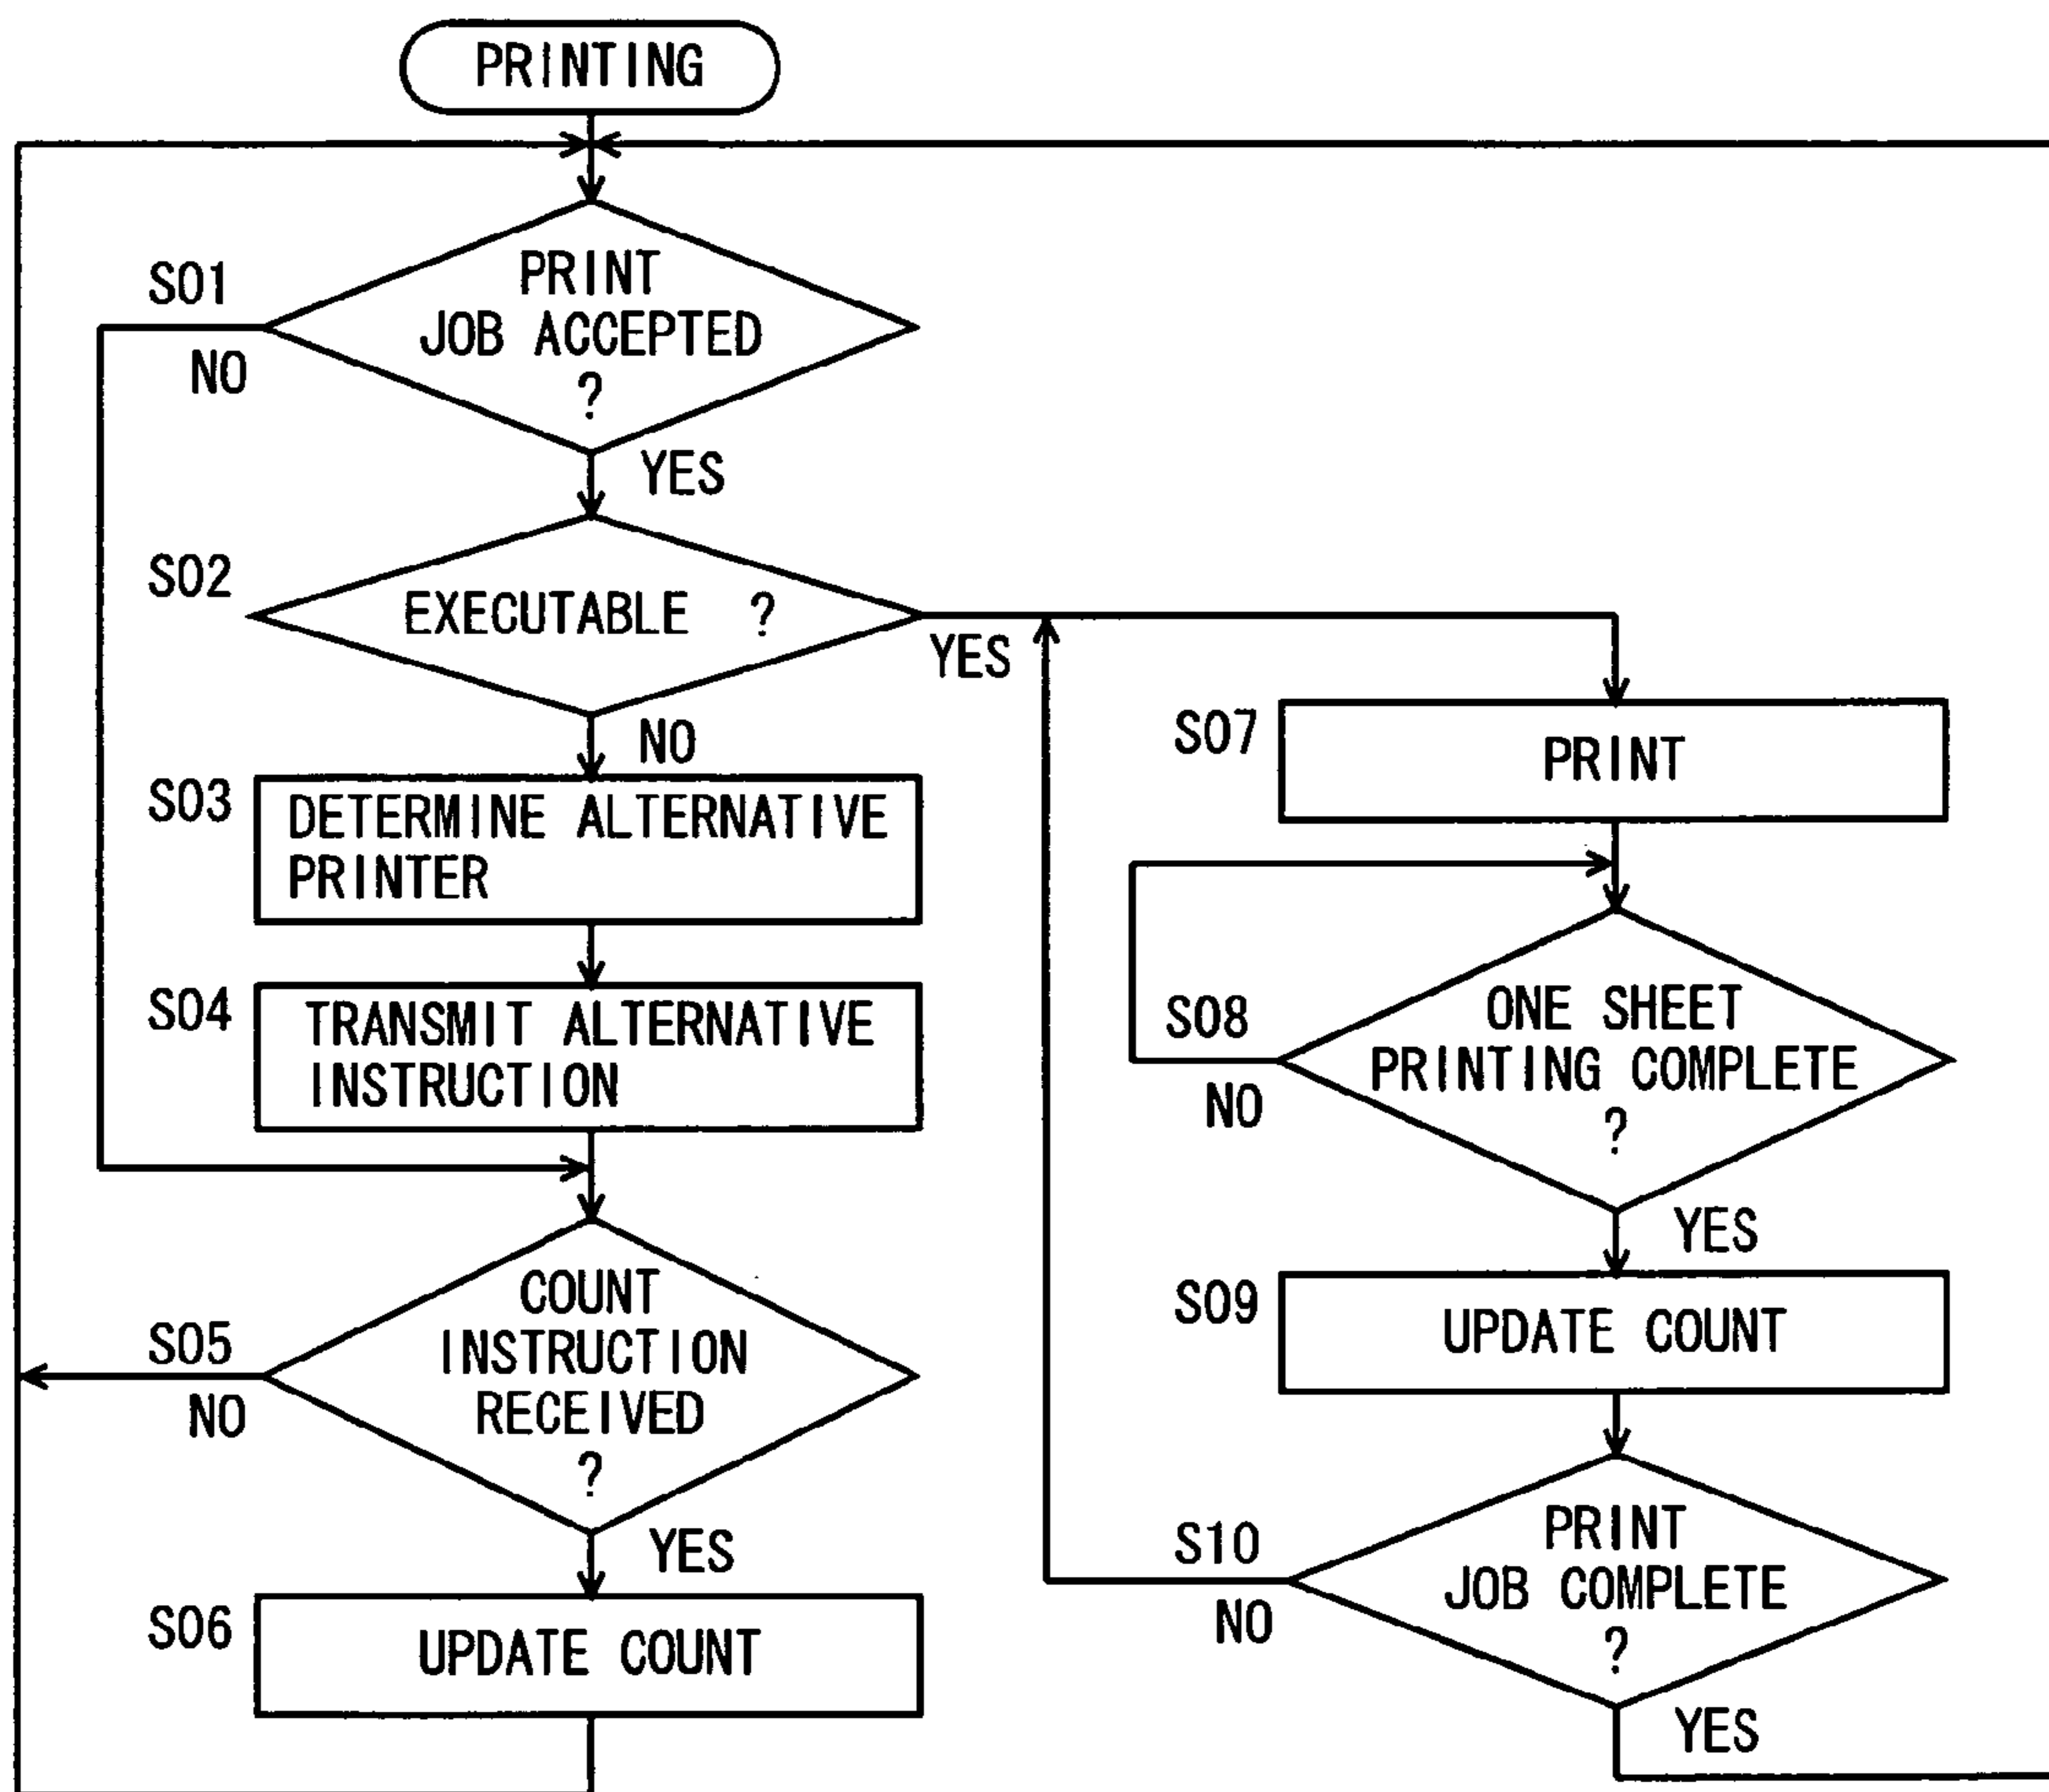 PRINTING
S01
PRINT
JOB ACCEPTED
?
NO
YES
S02
EXECUTABLE ?
YES
NO
S03
DETERMINE ALTERNATIVE
PRINTER
S04
TRANSMIT ALTERNATIVE
INSTRUCTION
S05
COUNT
INSTRUCTION
RECEIVED
?
NO
YES
S06
UPDATE COUNT
S07
PRINT
S08
ONE SHEET
PRINTING COMPLETE
?
NO
YES
S09
UPDATE COUNT
S10
PRINT
JOB COMPLETE
?
NO
YES